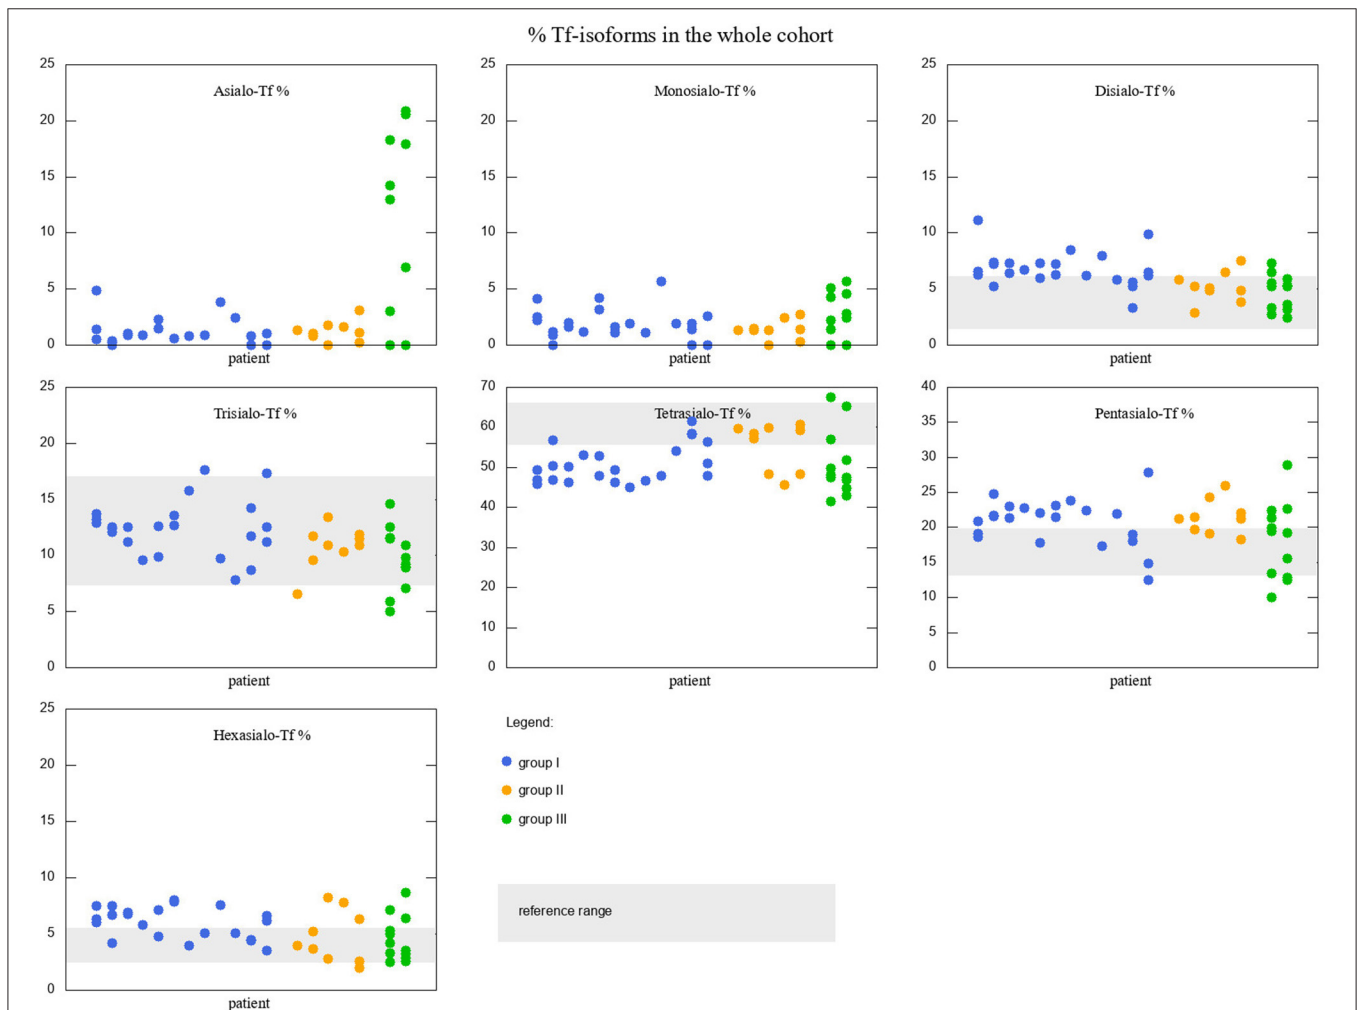 % Tf-isoforms in the whole cohort
25
20
15
10
5
0
Asialo-Tf %
patient
25
20
15
10
5
0
Monosialo-Tf %
patient
25
20
15
10
5
0
Disialo-Tf %
patient
25
20
15
10
5
0
Trisialo-Tf %
patient
70
60
50
40
30
20
10
0
Tetrasialo-Tf %
patient
40
35
30
25
20
15
10
5
0
Pentasialo-Tf %
patient
25
20
15
10
5
0
Hexasialo-Tf %
patient
Legend:
group I
group II
group III
reference range